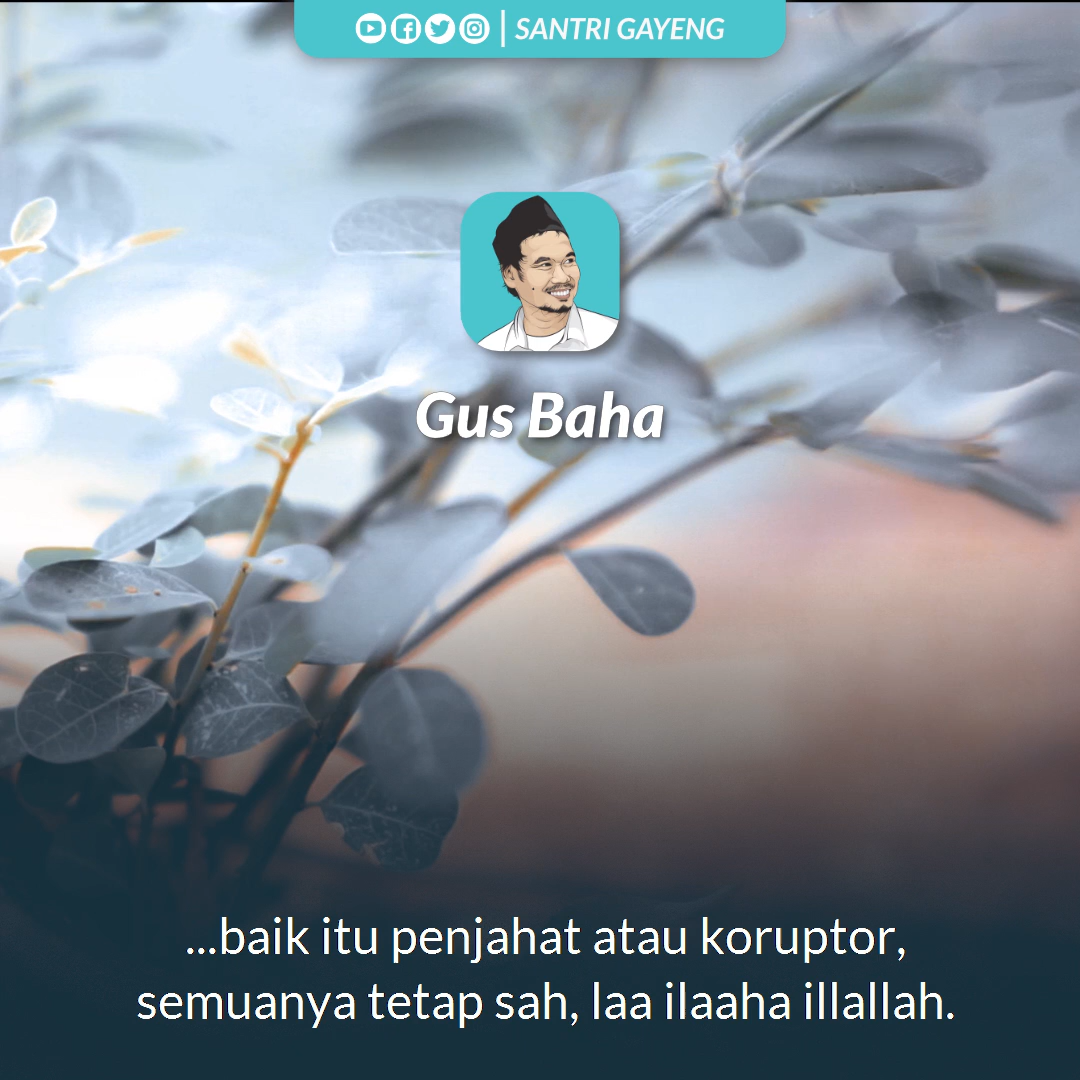 | SANTRI GAYENG
Gus Baha
...baik itu penjahat atau koruptor,
semuanya tetap sah, laa ilaaha illallah.